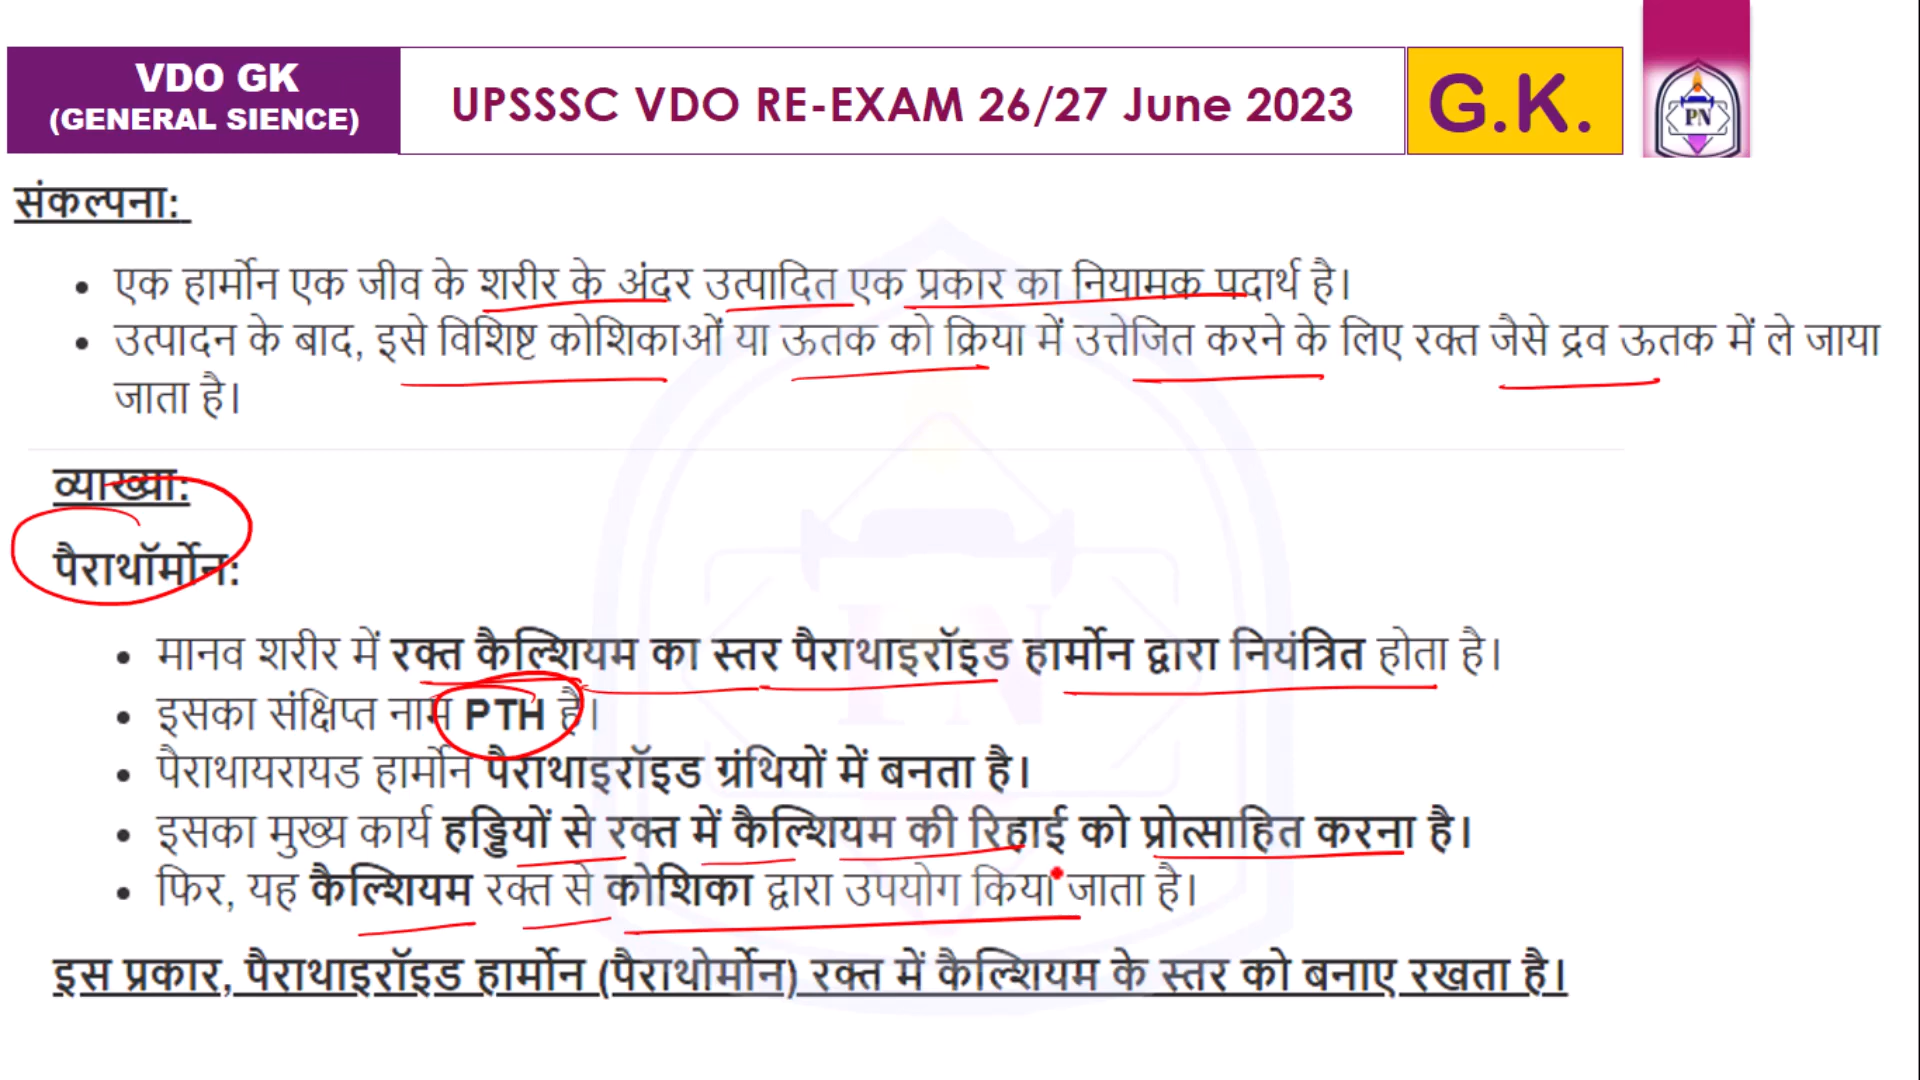 VDO GK
(GENERAL SIENCE)
UPSSSC VDO RE-EXAM 26/27 June 2023
G.K.
PN
संकल्पना:
• एक हार्मोन एक जीव के शरीर के अंदर उत्पादित एक प्रकार का नियामक पदार्थ है।
• उत्पादन के बाद, इसे विशिष्ट कोशिकाओं या ऊतक को क्रिया में उत्तेजित करने के लिए रक्त जैसे द्रव ऊतक में ले जाया
जाता है।
व्याख्या:
पैराथॉर्मोन:
• मानव शरीर में रक्त कैल्शियम का स्तर पैराथाइरॉइड हार्मोन द्वारा नियंत्रित होता है।
• इसका संक्षिप्त नाम PTH है।
• पैराथायरायड हार्मोन पैराथाइरॉइड ग्रंथियों में बनता है।
• इसका मुख्य कार्य हड्डियों से रक्त में कैल्शियम की रिहाई को प्रोत्साहित करना है।
• फिर, यह कैल्शियम रक्त से कोशिका द्वारा उपयोग किया जाता है।
इस प्रकार, पैराथाइरॉइड हार्मोन (पैराथोर्मोन) रक्त में कैल्शियम के स्तर को बनाए रखता है।
PN